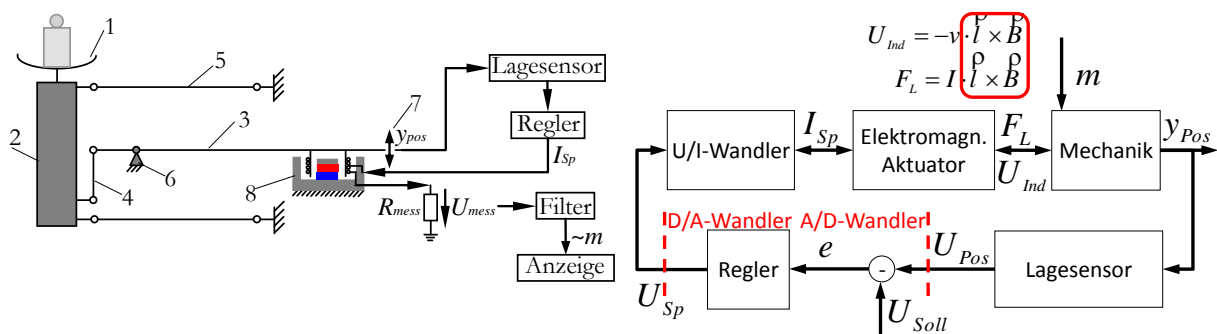 1
5
2
3
7
y_pos
Lagesensor
Regler
I_Sp
4
6
8
R_mess
U_mess
Filter
~m
Anzeige
U_Ind = -v · l × B
ρ ρ
F_L = I · l × B
ρ ρ
m
U/I-Wandler
I_Sp
Elektromagn.
Aktuator
F_L
U_Ind
Mechanik
y_Pos
D/A-Wandler A/D-Wandler
U_Sp
Regler
e
-
U_Pos
Lagesensor
U_Soll